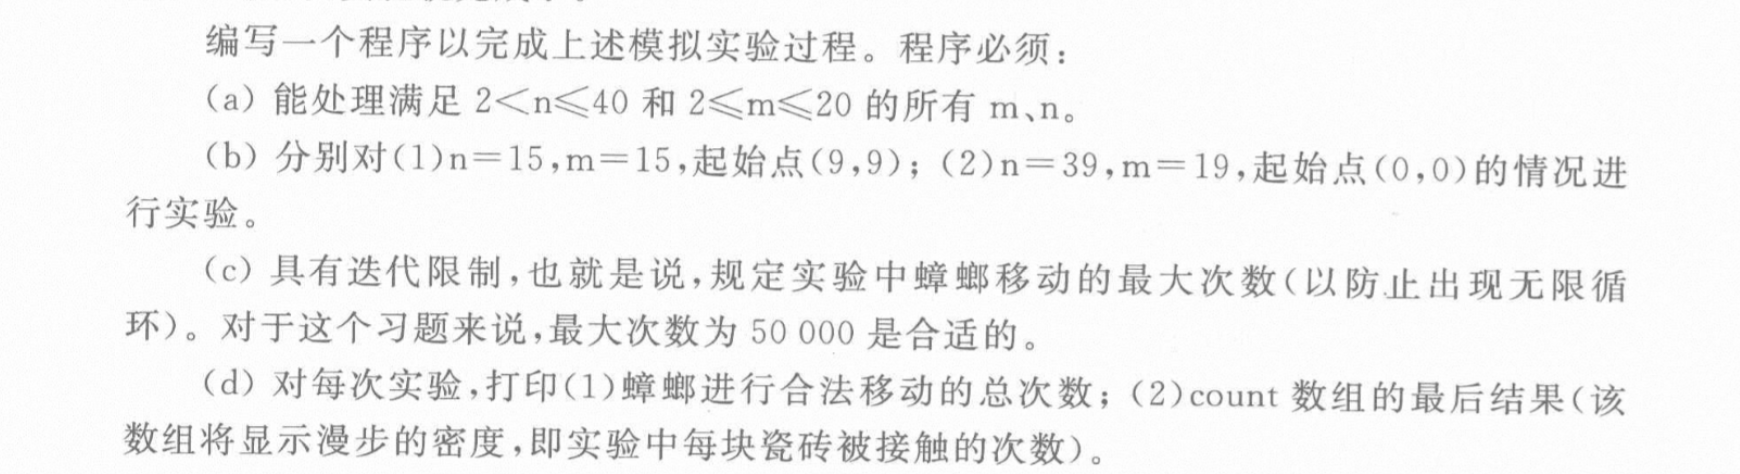 编写一个程序以完成上述模拟实验过程。程序必须：
(a) 能处理满足 2<n⩽40 和 2⩽m⩽20 的所有 m、n。
(b) 分别对(1)n=15,m=15,起始点(9,9)；(2)n=39,m=19,起始点(0,0)的情况进
行实验。
(c) 具有迭代限制,也就是说,规定实验中蟑螂移动的最大次数(以防止出现无限循
环)。对于这个习题来说,最大次数为 50 000 是合适的。
(d) 对每次实验,打印(1)蟑螂进行合法移动的总次数；(2)count 数组的最后结果(该
数组将显示漫步的密度,即实验中每块瓷砖被接触的次数)。